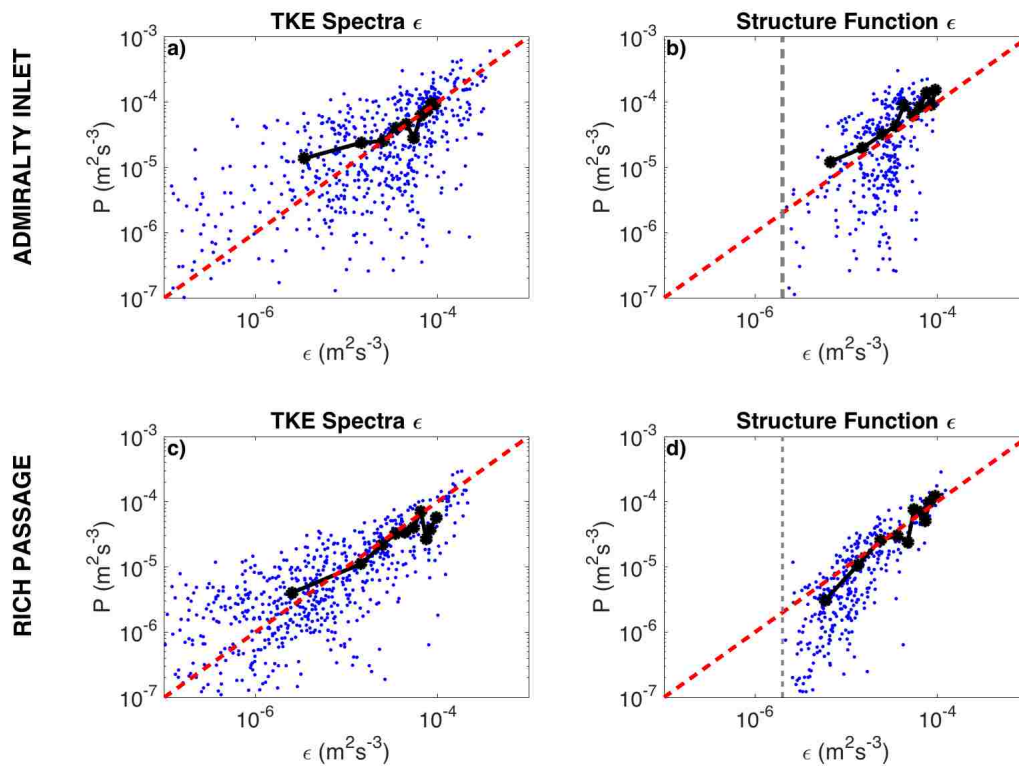 ADMIRALTY INLET
TKE Spectra ϵ
a)
10⁻³
10⁻⁴
10⁻⁵
10⁻⁶
10⁻⁷
P (m²s⁻³)
10⁻⁶
10⁻⁴
ϵ (m²s⁻³)
Structure Function ϵ
b)
10⁻³
10⁻⁴
10⁻⁵
10⁻⁶
10⁻⁷
P (m²s⁻³)
10⁻⁶
10⁻⁴
ϵ (m²s⁻³)
RICH PASSAGE
TKE Spectra ϵ
c)
10⁻³
10⁻⁴
10⁻⁵
10⁻⁶
10⁻⁷
P (m²s⁻³)
10⁻⁶
10⁻⁴
ϵ (m²s⁻³)
Structure Function ϵ
d)
10⁻³
10⁻⁴
10⁻⁵
10⁻⁶
10⁻⁷
P (m²s⁻³)
10⁻⁶
10⁻⁴
ϵ (m²s⁻³)